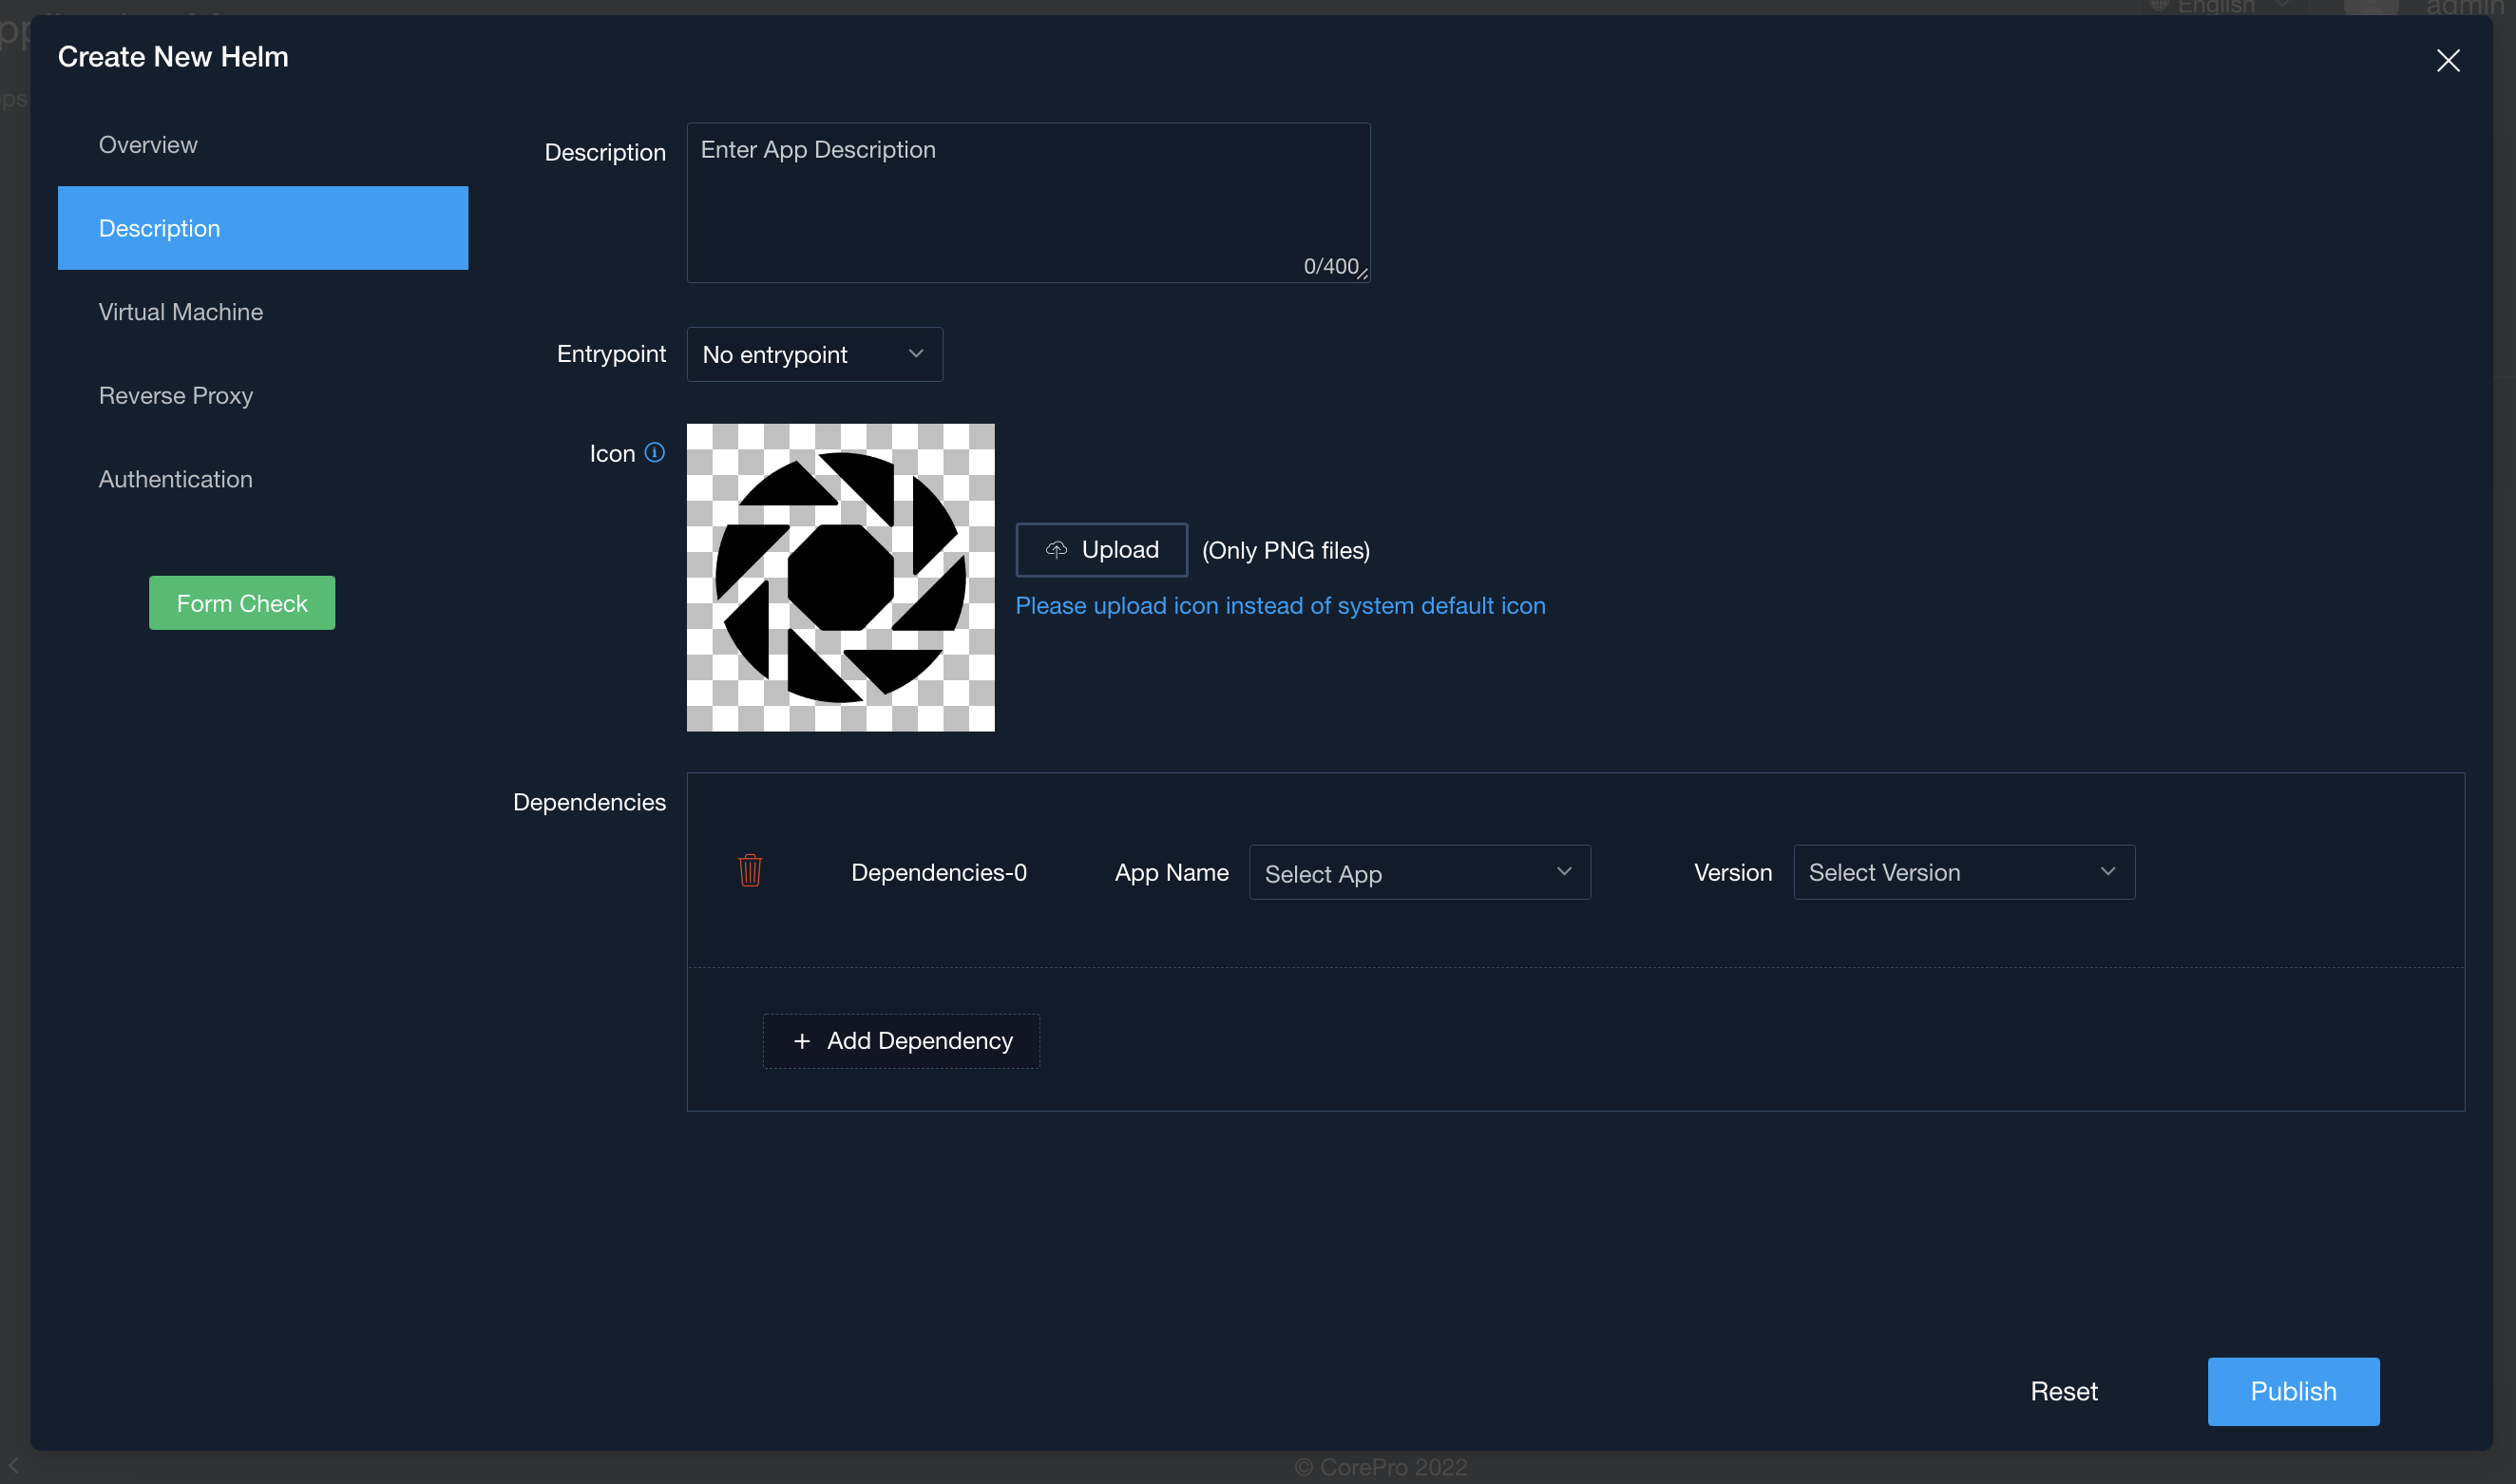 English
admin
Create New Helm
Overview
Description
Virtual Machine
Reverse Proxy
Authentication
Form Check
Description
Enter App Description
0/400
Entrypoint
No entrypoint
Icon
Upload
(Only PNG files)
Please upload icon instead of system default icon
Dependencies
Dependencies-0
App Name
Select App
Version
Select Version
+ Add Dependency
Reset
Publish
© CorePro 2022